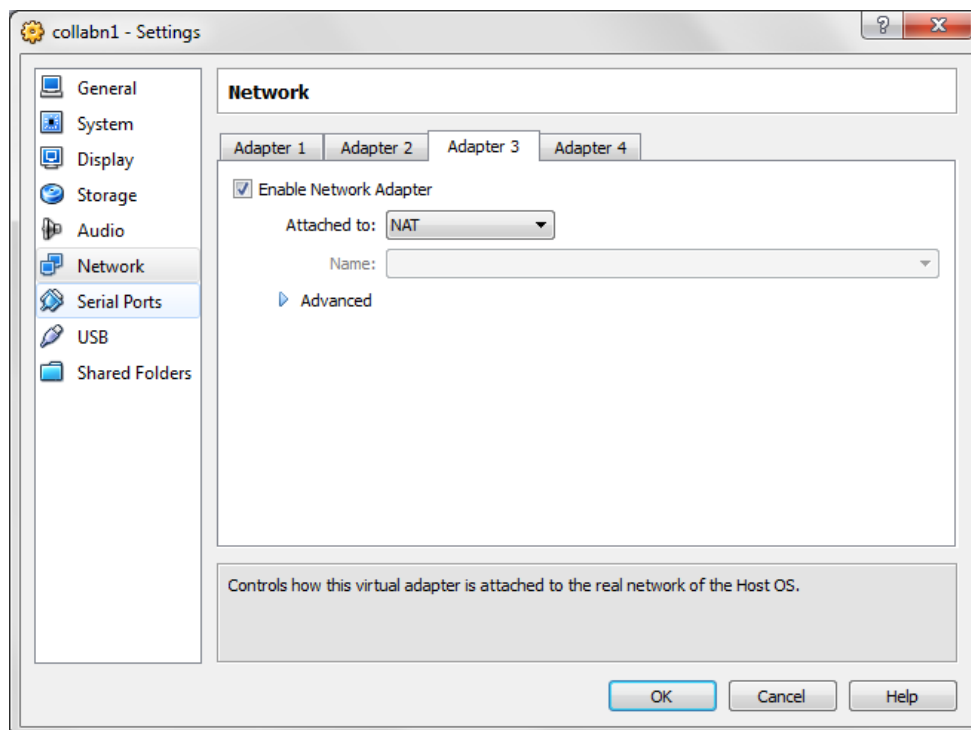 collabn1 - Settings
?
X
General
System
Display
Storage
Audio
Network
Serial Ports
USB
Shared Folders
Network
Adapter 1 Adapter 2 Adapter 3 Adapter 4
Enable Network Adapter
Attached to: NAT
Name:
Advanced
Controls how this virtual adapter is attached to the real network of the Host OS.
OK Cancel Help